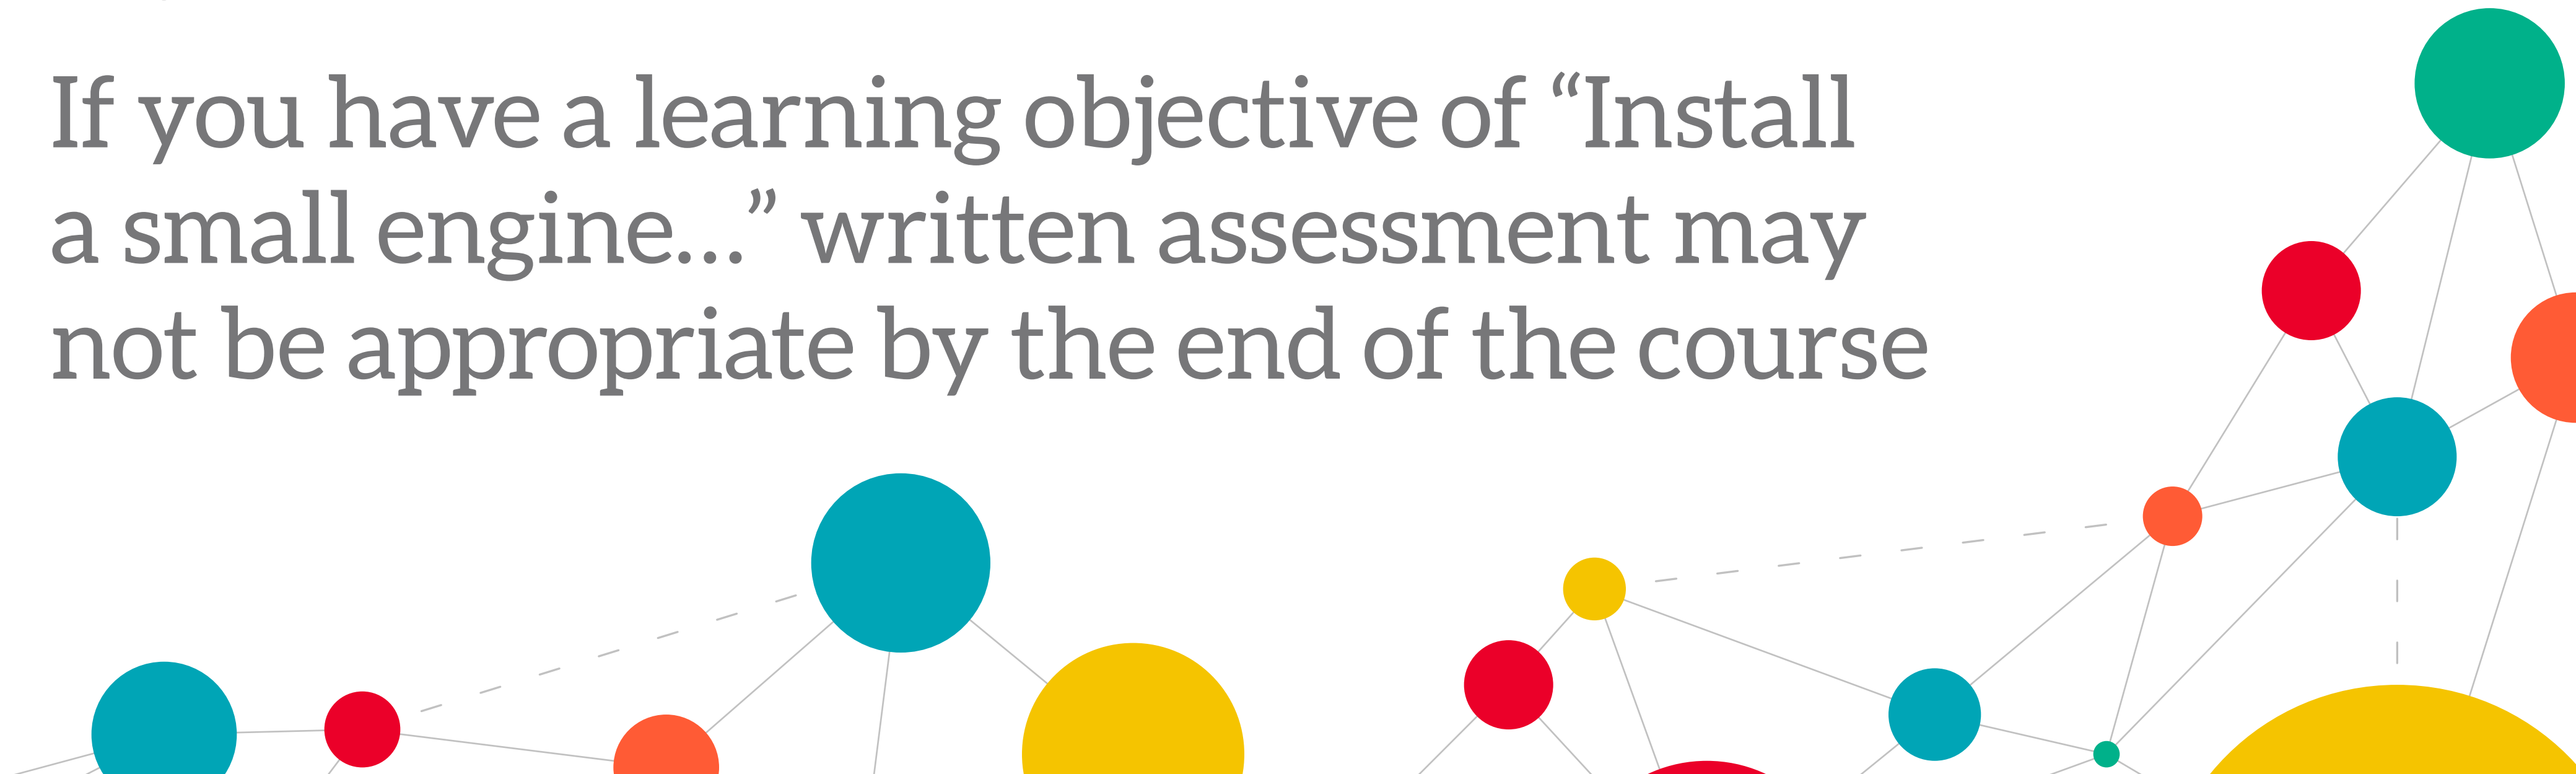 If you have a learning objective of “Install
a small engine…” written assessment may
not be appropriate by the end of the course